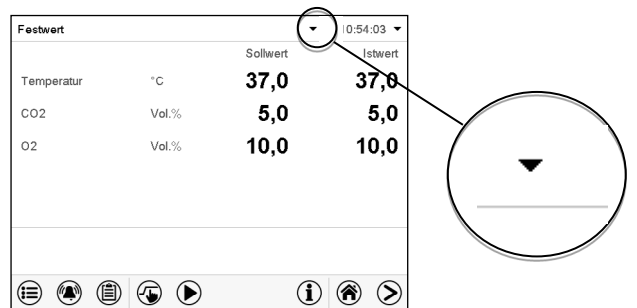 Festwert 0:54:03
Sollwert Istwert
Temperatur °C 37,0 37,0
CO2 Vol.% 5,0 5,0
O2 Vol.% 10,0 10,0